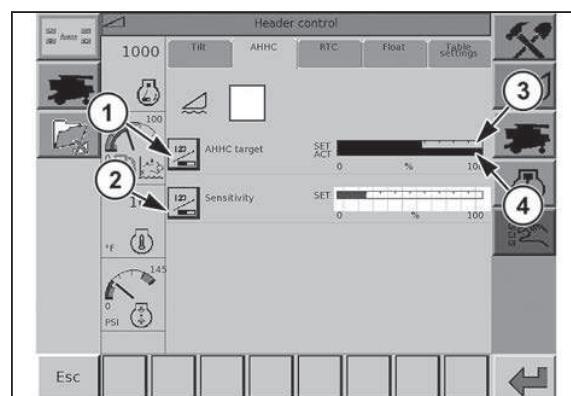 Header control
1000
Tilt
AHHC
RTC
Float
Table settings
100
1
3
AHHC target
SET
ACT
0
%
100
2
4
Sensitivity
SET
0
%
100
°F
145
0
PSI
Esc